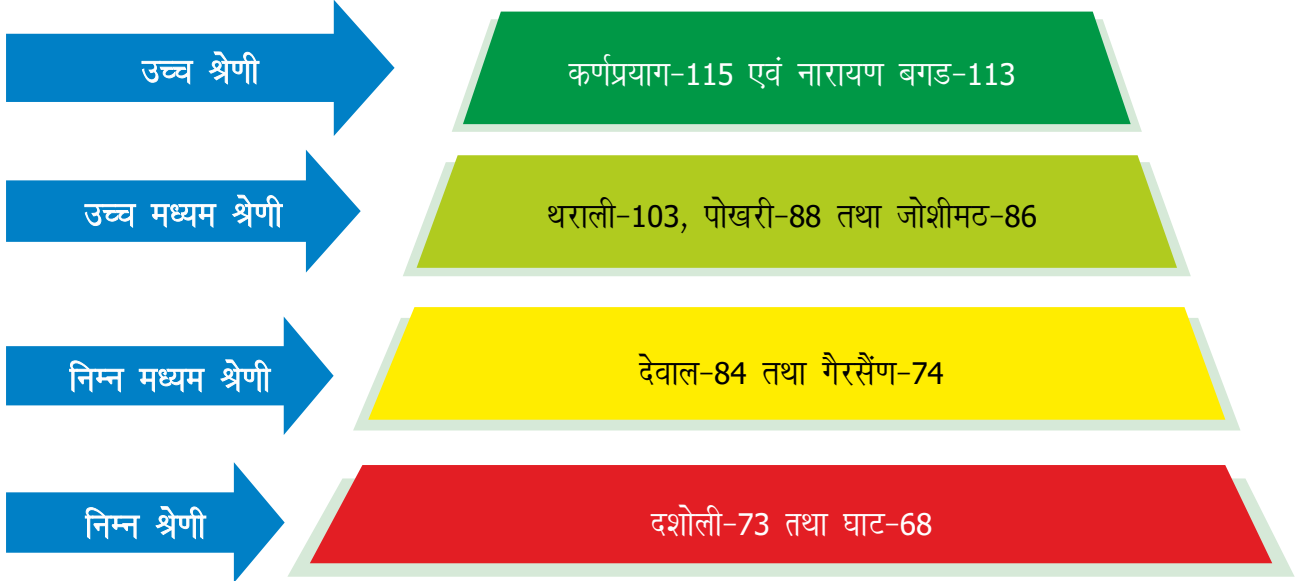 उच्च श्रेणी
कर्णप्रयाग-115 एवं नारायण बगड-113
उच्च मध्यम श्रेणी
थराली-103, पोखरी-88 तथा जोशीमठ-86
निम्न मध्यम श्रेणी
देवाल-84 तथा गैरसैंण-74
निम्न श्रेणी
दशोली-73 तथा घाट-68